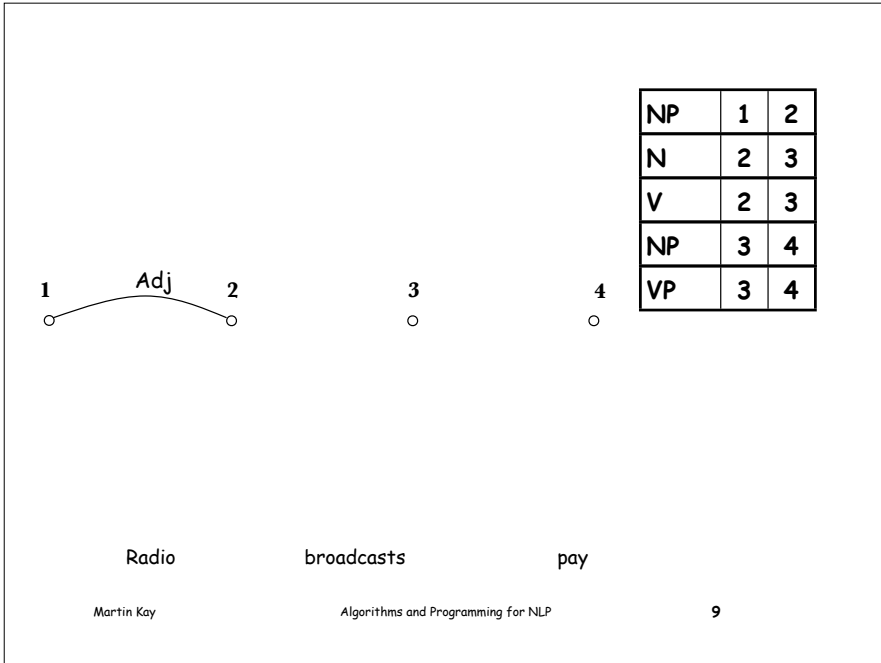 NP 1 2
N 2 3
V 2 3
NP 3 4
VP 3 4
Adj
1 2 3 4
Radio broadcasts pay
Martin Kay Algorithms and Programming for NLP 9